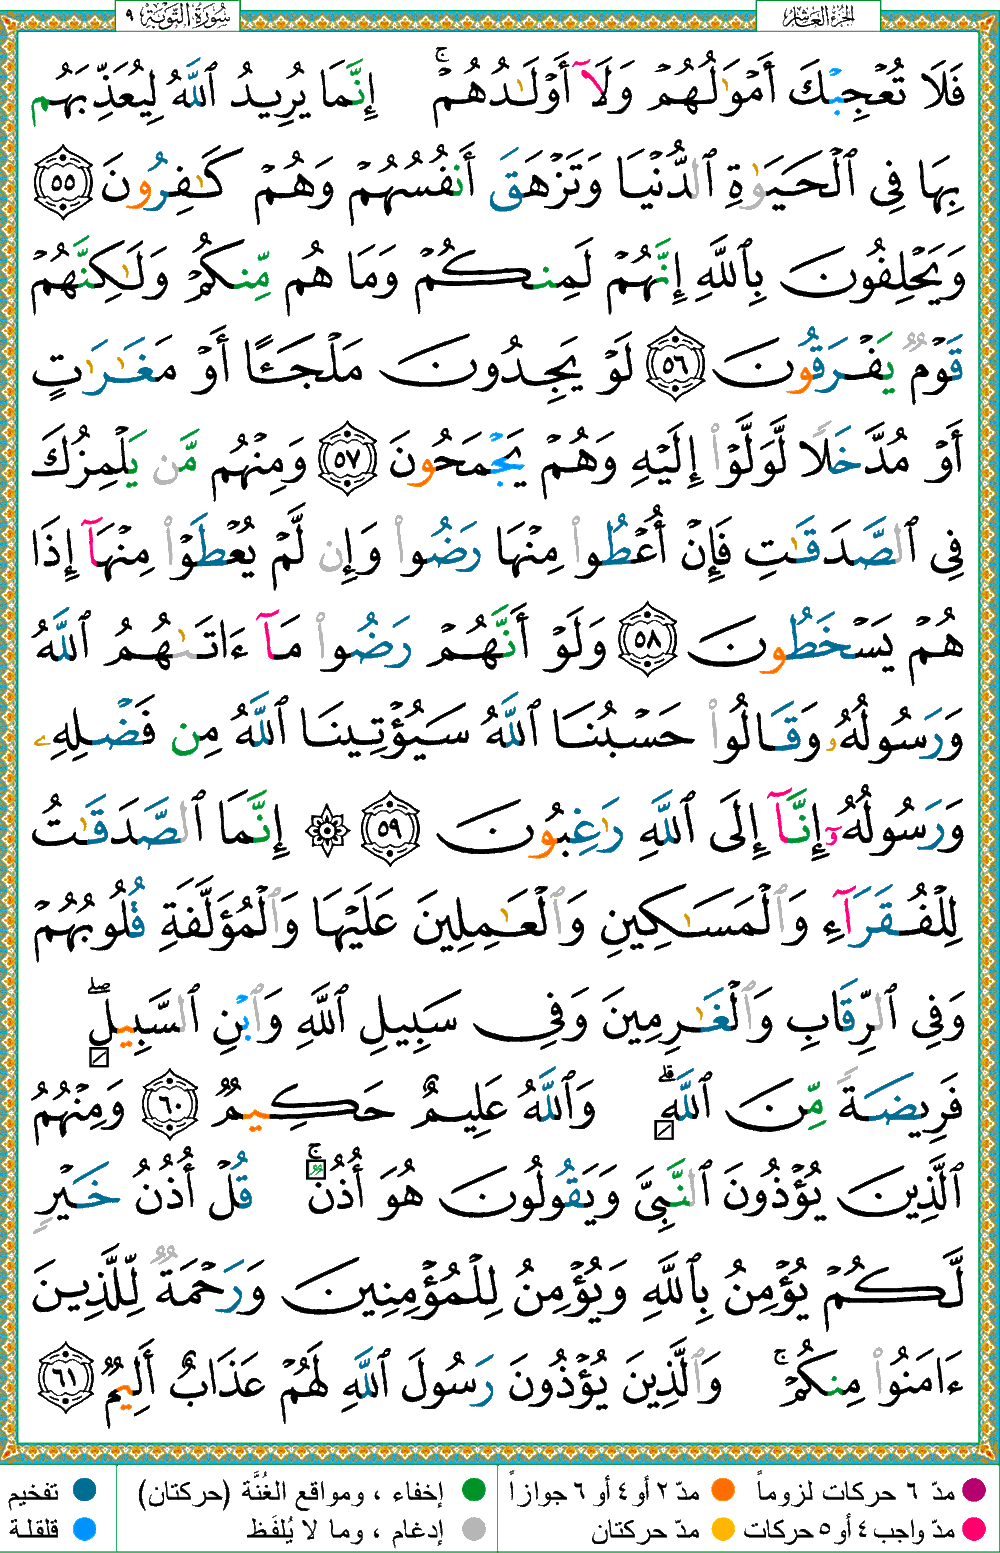 الجزء العاشر
سُورَةُ التَّوْبَة ٩
فَلَا تُعْجِبْكَ أَمْوَٰلُهُمْ وَلَآ أَوْلَـٰدُهُمْ ۚ إِنَّمَا يُرِيدُ ٱللَّهُ لِيُعَذِّبَهُم
بِهَا فِى ٱلْحَيَوٰةِ ٱلدُّنْيَا وَتَزْهَقَ أَنفُسُهُمْ وَهُمْ كَـٰفِرُونَ ٥٥
وَيَحْلِفُونَ بِٱللَّهِ إِنَّهُمْ لَمِنكُمْ وَمَا هُم مِّنكُمْ وَلَـٰكِنَّهُمْ
قَوْمٌ يَفْرَقُونَ ٥٦ لَوْ يَجِدُونَ مَلْجَـًٔا أَوْ مَغَـٰرَٰتٍ
أَوْ مُدَّخَلًا لَّوَلَّوْا۟ إِلَيْهِ وَهُمْ يَجْمَحُونَ ٥٧ وَمِنْهُم مَّن يَلْمِزُكَ
فِى ٱلصَّدَقَـٰتِ فَإِنْ أُعْطُوا۟ مِنْهَا رَضُوا۟ وَإِن لَّمْ يُعْطَوْا۟ مِنْهَآ إِذَا
هُمْ يَسْخَطُونَ ٥٨ وَلَوْ أَنَّهُمْ رَضُوا۟ مَآ ءَاتَىٰهُمُ ٱللَّهُ
وَرَسُولُهُۥ وَقَالُوا۟ حَسْبُنَا ٱللَّهُ سَيُؤْتِينَا ٱللَّهُ مِن فَضْلِهِۦ
وَرَسُولُهُۥٓ إِنَّآ إِلَى ٱللَّهِ رَٰغِبُونَ ٥٩ ۞ إِنَّمَا ٱلصَّدَقَـٰتُ
لِلْفُقَرَآءِ وَٱلْمَسَـٰكِينِ وَٱلْعَـٰمِلِينَ عَلَيْهَا وَٱلْمُؤَلَّفَةِ قُلُوبُهُمْ
وَفِى ٱلرِّقَابِ وَٱلْغَـٰرِمِينَ وَفِى سَبِيلِ ٱللَّهِ وَٱبْنِ ٱلسَّبِيلِ ۖ
فَرِيضَةً مِّنَ ٱللَّهِ ۗ وَٱللَّهُ عَلِيمٌ حَكِيمٌ ٦٠ وَمِنْهُمُ
ٱلَّذِينَ يُؤْذُونَ ٱلنَّبِىَّ وَيَقُولُونَ هُوَ أُذُنٌ ۚ قُلْ أُذُنُ خَيْرٍ
لَّكُمْ يُؤْمِنُ بِٱللَّهِ وَيُؤْمِنُ لِلْمُؤْمِنِينَ وَرَحْمَةٌ لِّلَّذِينَ
ءَامَنُوا۟ مِنكُمْ ۚ وَٱلَّذِينَ يُؤْذُونَ رَسُولَ ٱللَّهِ لَهُمْ عَذَابٌ أَلِيمٌ ٦١
مدّ ٦ حركات لزوماً مدّ ٢ أو ٤ أو ٦ جوازاً إخفاء ، ومواقع الغُنَّة (حركتان) تفخيم
مدّ واجب ٤ أو ٥ حركات مدّ حركتان إدغام ، وما لا يُلفَظ قلقلة